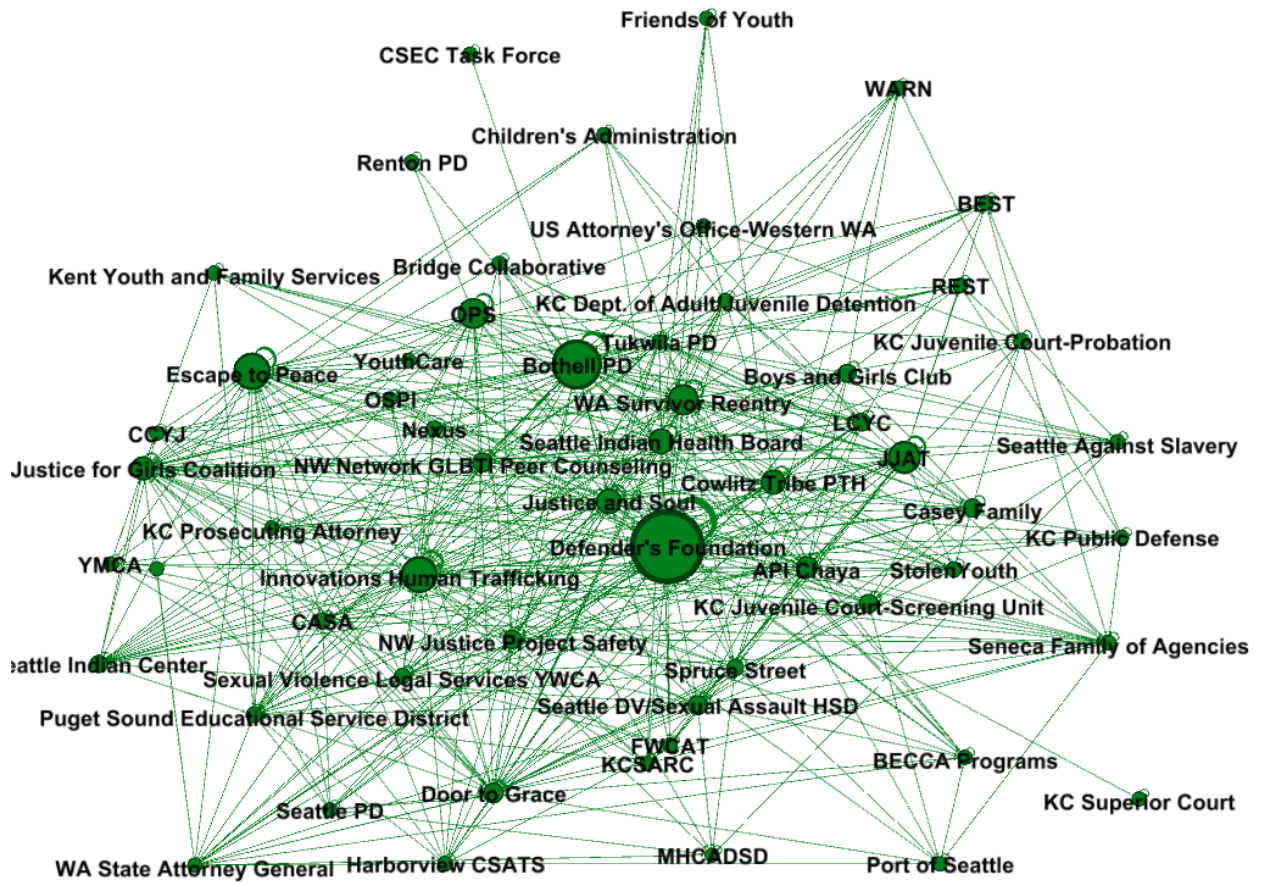 Friends of Youth
CSEC Task Force
WARN
Children's Administration
Renton PD
BEST
US Attorney's Office-Western WA
Bridge Collaborative
Kent Youth and Family Services
REST
KC Dept. of Adult/Juvenile Detention
OPS
Tukwila PD
KC Juvenile Court-Probation
YouthCare
Bothell PD
Escape to Peace
Boys and Girls Club
OSPI
WA Survivor Reentry
LCYC
Nexus
CCYJ
Seattle Indian Health Board
Seattle Against Slavery
JJAT
Justice for Girls Coalition
NW Network GLBTI Peer Counseling
Cowlitz Tribe PTH
Justice and Soul
Casey Family
KC Prosecuting Attorney
KC Public Defense
Defender's Foundation
YMCA
API Chaya
StolenYouth
Innovations Human Trafficking
KC Juvenile Court-Screening Unit
CASA
NW Justice Project Safety
Seneca Family of Agencies
eattle Indian Center
Spruce Street
Sexual Violence Legal Services YWCA
Seattle DV/Sexual Assault HSD
Puget Sound Educational Service District
FWCAT
KCSARC
BECCA Programs
Door to Grace
KC Superior Court
Seattle PD
MHCADSD
Harborview CSATS
Port of Seattle
WA State Attorney General